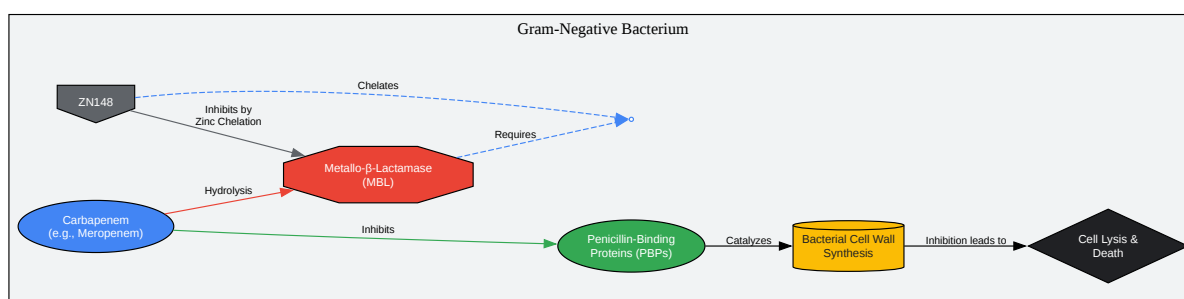 Gram-Negative Bacterium
Chelates
ZN148
Inhibits by
Zinc Chelation
Requires
Metallo-β-Lactamase
(MBL)
Hydrolysis
Carbapenem
(e.g., Meropenem)
Inhibits
Penicillin-Binding
Proteins (PBPs)
Catalyzes
Bacterial Cell Wall
Synthesis
Inhibition leads to
Cell Lysis &
Death